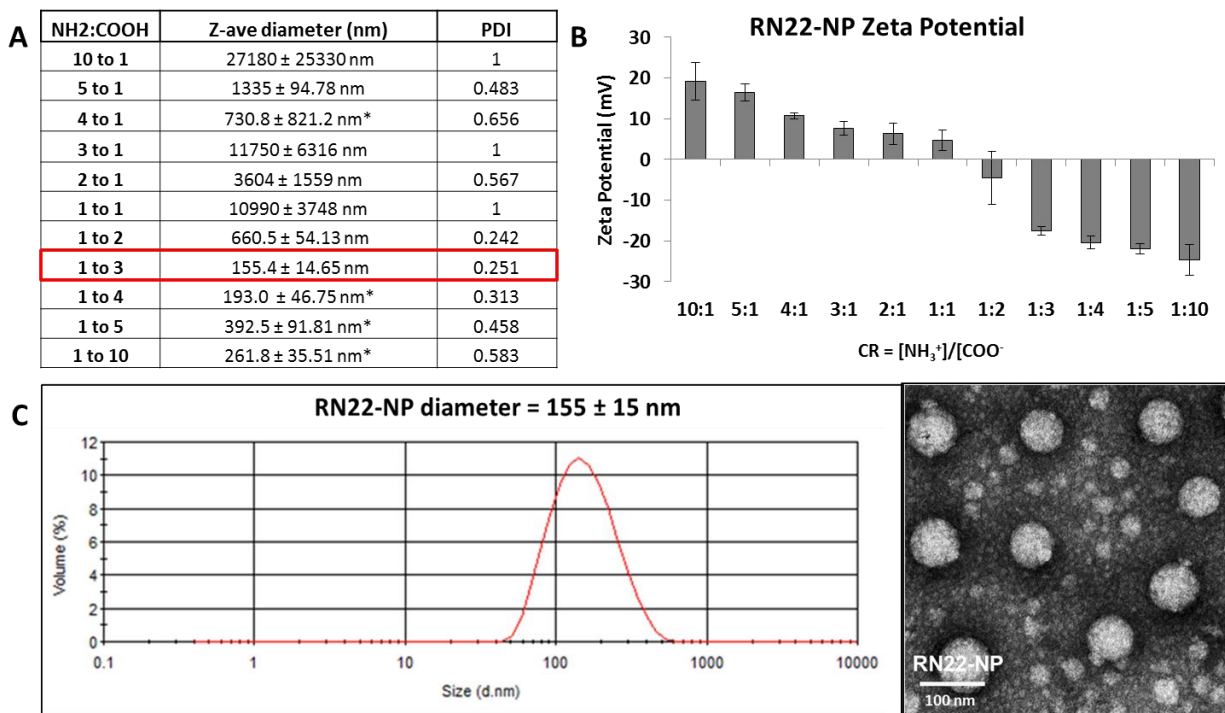 A
NH2:COOH Z-ave diameter (nm) PDI
10 to 1 27180 ± 25330 nm 1
5 to 1 1335 ± 94.78 nm 0.483
4 to 1 730.8 ± 821.2 nm* 0.656
3 to 1 11750 ± 6316 nm 1
2 to 1 3604 ± 1559 nm 0.567
1 to 1 10990 ± 3748 nm 1
1 to 2 660.5 ± 54.13 nm 0.242
1 to 3 155.4 ± 14.65 nm 0.251
1 to 4 193.0 ± 46.75 nm* 0.313
1 to 5 392.5 ± 91.81 nm* 0.458
1 to 10 261.8 ± 35.51 nm* 0.583
B
RN22-NP Zeta Potential
Zeta Potential (mV)
30
20
10
0
-10
-20
-30
10:1 5:1 4:1 3:1 2:1 1:1 1:2 1:3 1:4 1:5 1:10
CR = [NH₃⁺]/[COO⁻
C
RN22-NP diameter = 155 ± 15 nm
Volume (%)
12
10
8
6
4
2
0
0.1 1 10 100 1000 10000
Size (d.nm)
RN22-NP
100 nm